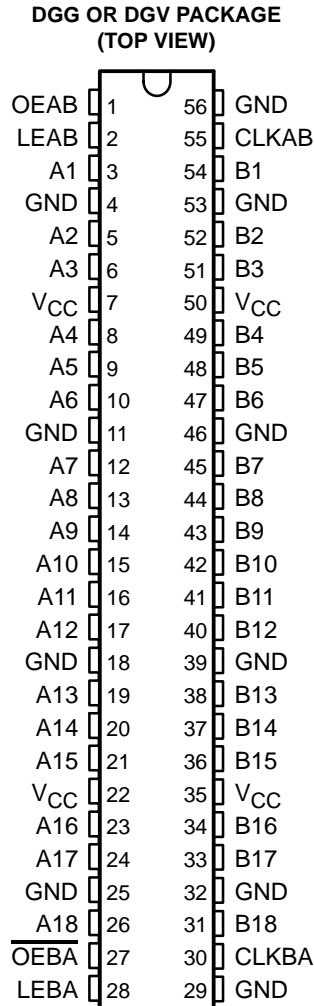 DGG OR DGV PACKAGE
(TOP VIEW)
OEAB 1 56 GND
LEAB 2 55 CLKAB
A1 3 54 B1
GND 4 53 GND
A2 5 52 B2
A3 6 51 B3
VCC 7 50 VCC
A4 8 49 B4
A5 9 48 B5
A6 10 47 B6
GND 11 46 GND
A7 12 45 B7
A8 13 44 B8
A9 14 43 B9
A10 15 42 B10
A11 16 41 B11
A12 17 40 B12
GND 18 39 GND
A13 19 38 B13
A14 20 37 B14
A15 21 36 B15
VCC 22 35 VCC
A16 23 34 B16
A17 24 33 B17
GND 25 32 GND
A18 26 31 B18
OEBA 27 30 CLKBA
LEBA 28 29 GND